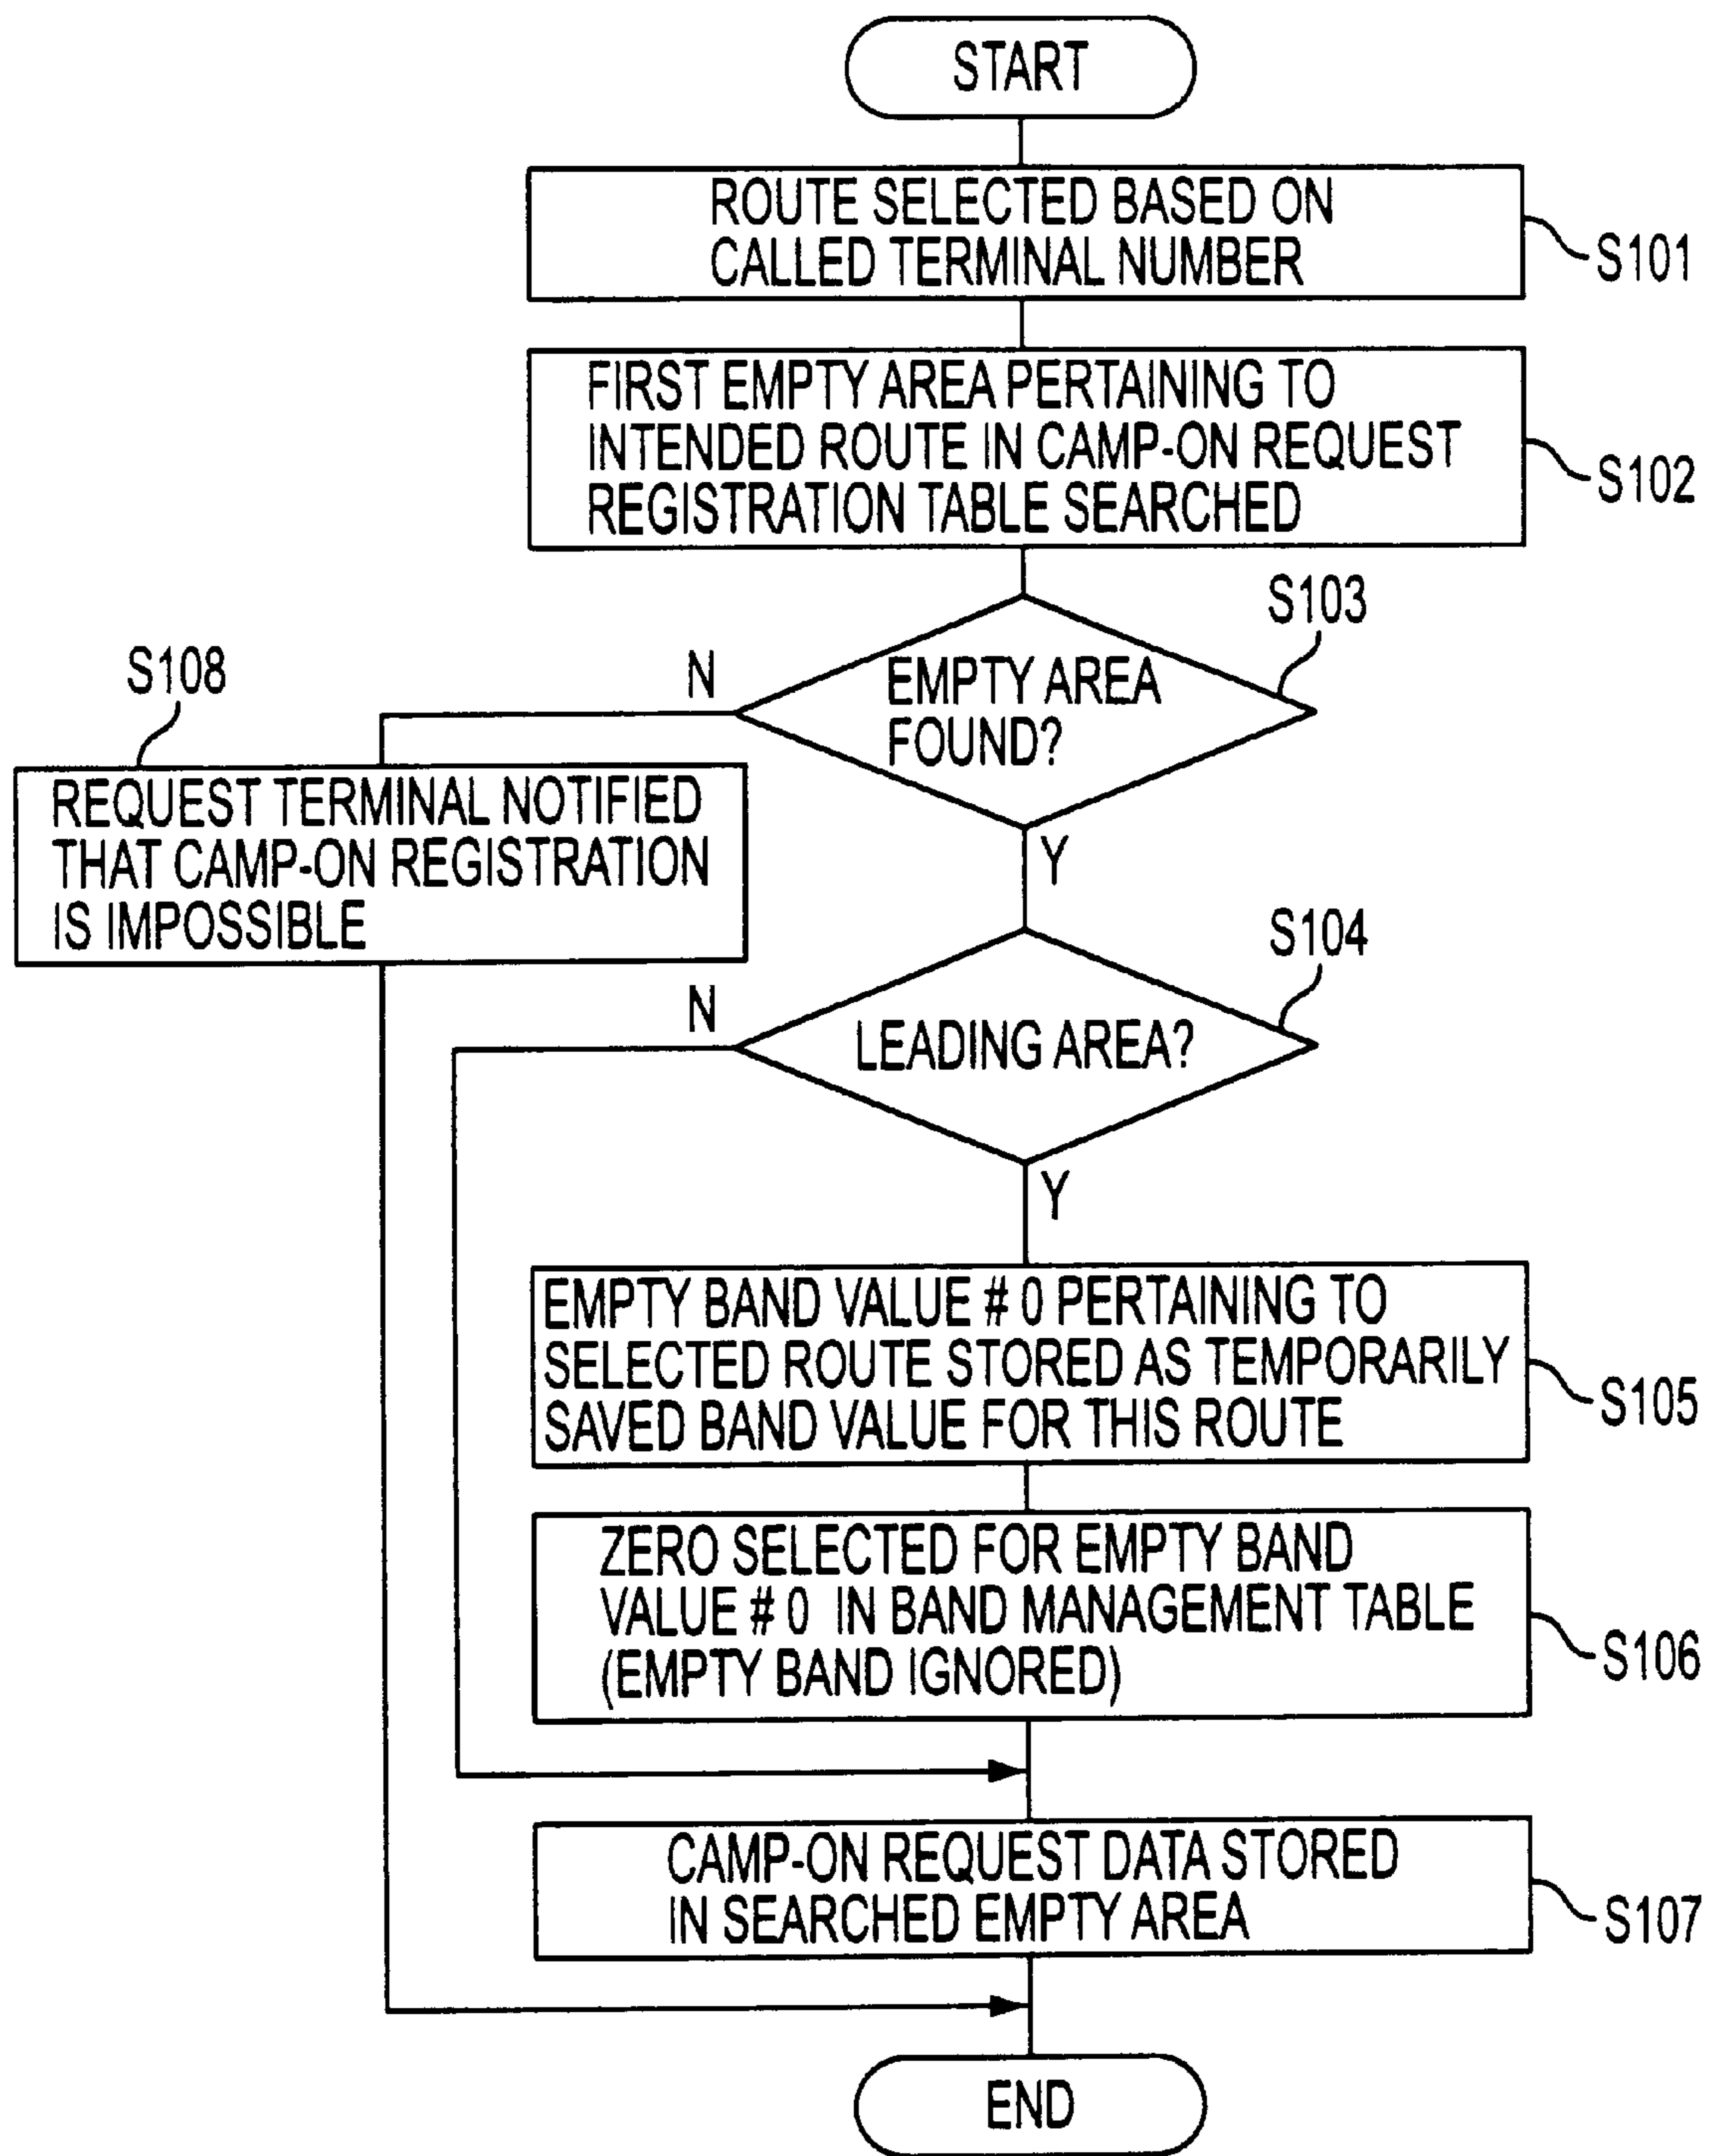 START
ROUTE SELECTED BASED ON
CALLED TERMINAL NUMBER
S101
FIRST EMPTY AREA PERTAINING TO
INTENDED ROUTE IN CAMP-ON REQUEST
REGISTRATION TABLE SEARCHED
S102
S103
EMPTY AREA
FOUND?
N
Y
S108
REQUEST TERMINAL NOTIFIED
THAT CAMP-ON REGISTRATION
IS IMPOSSIBLE
S104
LEADING AREA?
N
Y
EMPTY BAND VALUE # 0 PERTAINING TO
SELECTED ROUTE STORED AS TEMPORARILY
SAVED BAND VALUE FOR THIS ROUTE
S105
ZERO SELECTED FOR EMPTY BAND
VALUE # 0 IN BAND MANAGEMENT TABLE
(EMPTY BAND IGNORED)
S106
CAMP-ON REQUEST DATA STORED
IN SEARCHED EMPTY AREA
S107
END